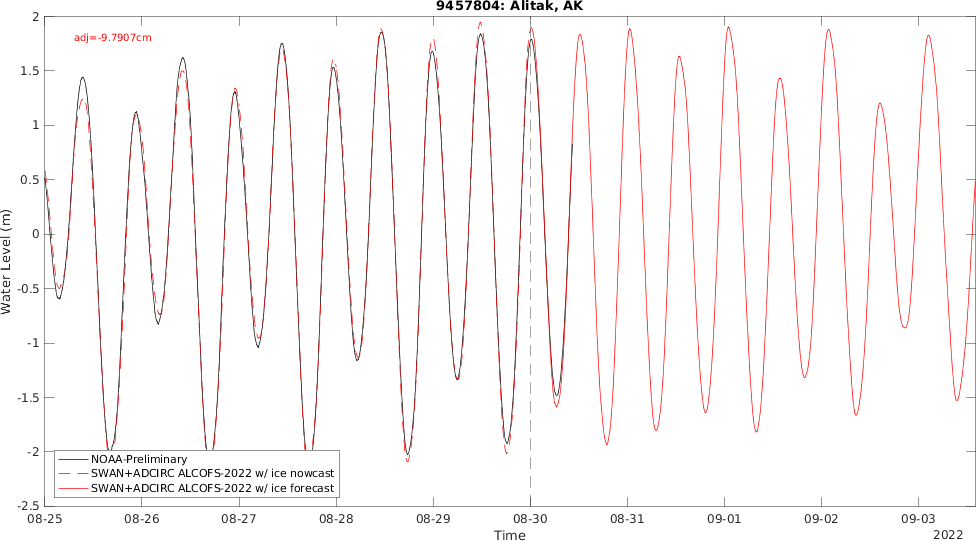 9457804: Alitak, AK
adj=-9.7907cm
2
1.5
1
0.5
0
-0.5
-1
-1.5
-2
-2.5
Water Level (m)
NOAA-Preliminary
SWAN+ADCIRC ALCOFS-2022 w/ ice nowcast
SWAN+ADCIRC ALCOFS-2022 w/ ice forecast
08-25 08-26 08-27 08-28 08-29 08-30 08-31 09-01 09-02 09-03
Time
2022